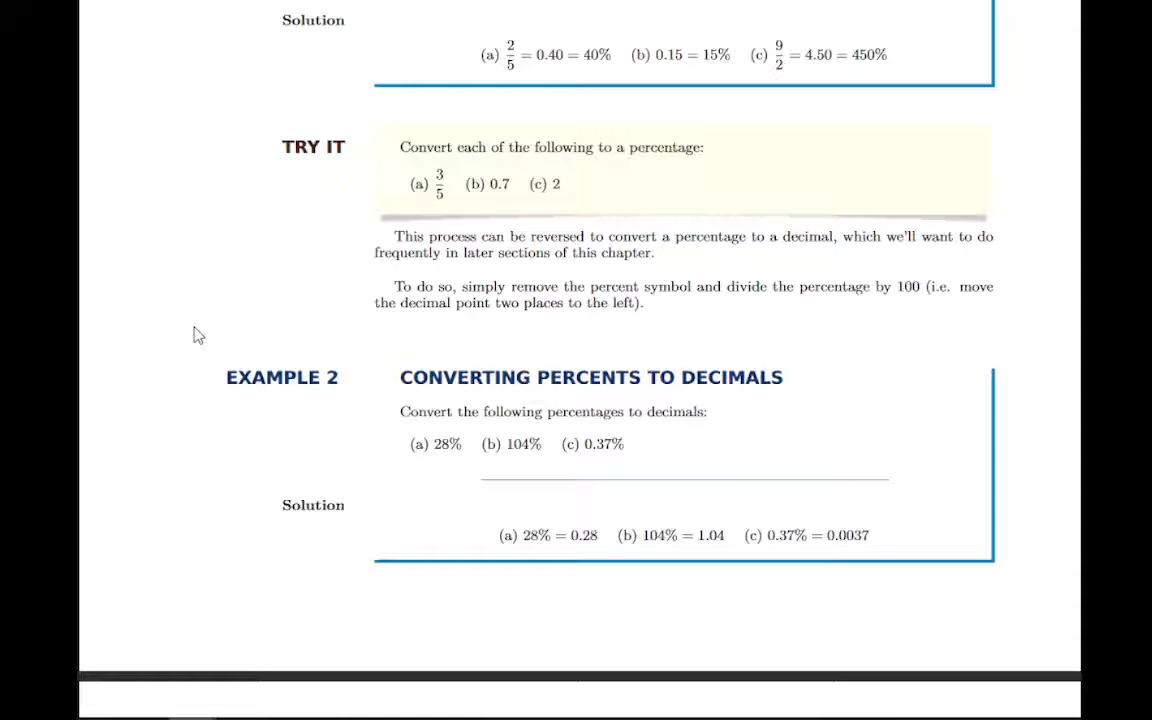 Solution
(a) 2/5 = 0.40 = 40% (b) 0.15 = 15% (c) 9/2 = 4.50 = 450%
TRY IT
Convert each of the following to a percentage:
(a) 3/5 (b) 0.7 (c) 2
This process can be reversed to convert a percentage to a decimal, which we'll want to do
frequently in later sections of this chapter.
To do so, simply remove the percent symbol and divide the percentage by 100 (i.e. move
the decimal point two places to the left).
EXAMPLE 2 CONVERTING PERCENTS TO DECIMALS
Convert the following percentages to decimals:
(a) 28% (b) 104% (c) 0.37%
Solution
(a) 28% = 0.28 (b) 104% = 1.04 (c) 0.37% = 0.0037